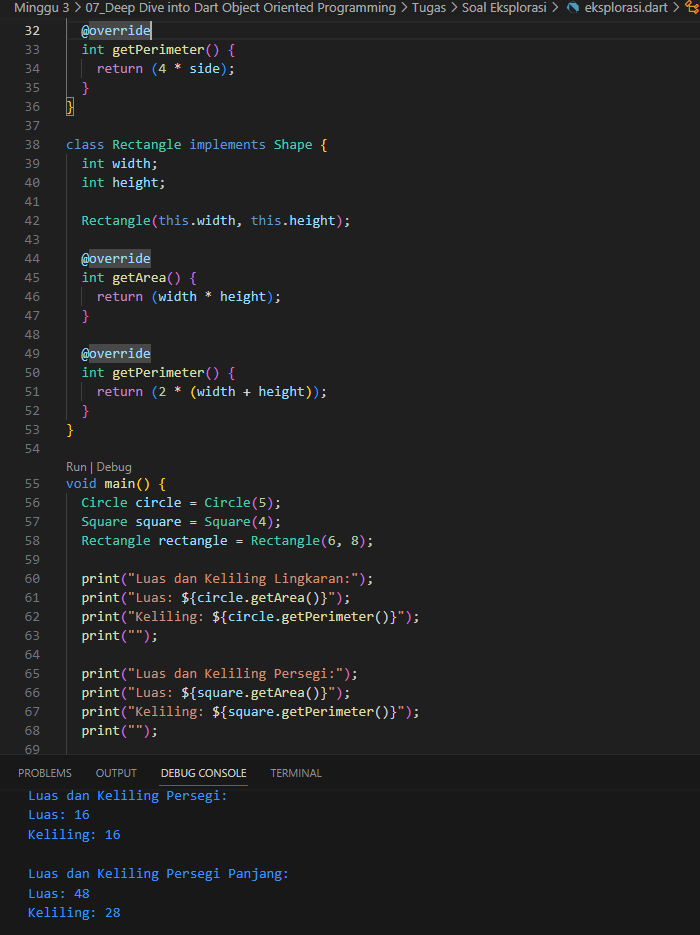 Minggu 3 > 07_Deep Dive into Dart Object Oriented Programming > Tugas > Soal Eksplorasi > eksplorasi.dart >
32 @override
33 int getPerimeter() {
34 return (4 * side);
35 }
36 }
37
38 class Rectangle implements Shape {
39 int width;
40 int height;
41
42 Rectangle(this.width, this.height);
43
44 @override
45 int getArea() {
46 return (width * height);
47 }
48
49 @override
50 int getPerimeter() {
51 return (2 * (width + height));
52 }
53 }
54
Run | Debug
55 void main() {
56 Circle circle = Circle(5);
57 Square square = Square(4);
58 Rectangle rectangle = Rectangle(6, 8);
59
60 print("Luas dan Keliling Lingkaran:");
61 print("Luas: ${circle.getArea()}");
62 print("Keliling: ${circle.getPerimeter()}");
63 print("");
64
65 print("Luas dan Keliling Persegi:");
66 print("Luas: ${square.getArea()}");
67 print("Keliling: ${square.getPerimeter()}");
68 print("");
69
PROBLEMS OUTPUT DEBUG CONSOLE TERMINAL
Luas dan Keliling Persegi:
Luas: 16
Keliling: 16
Luas dan Keliling Persegi Panjang:
Luas: 48
Keliling: 28